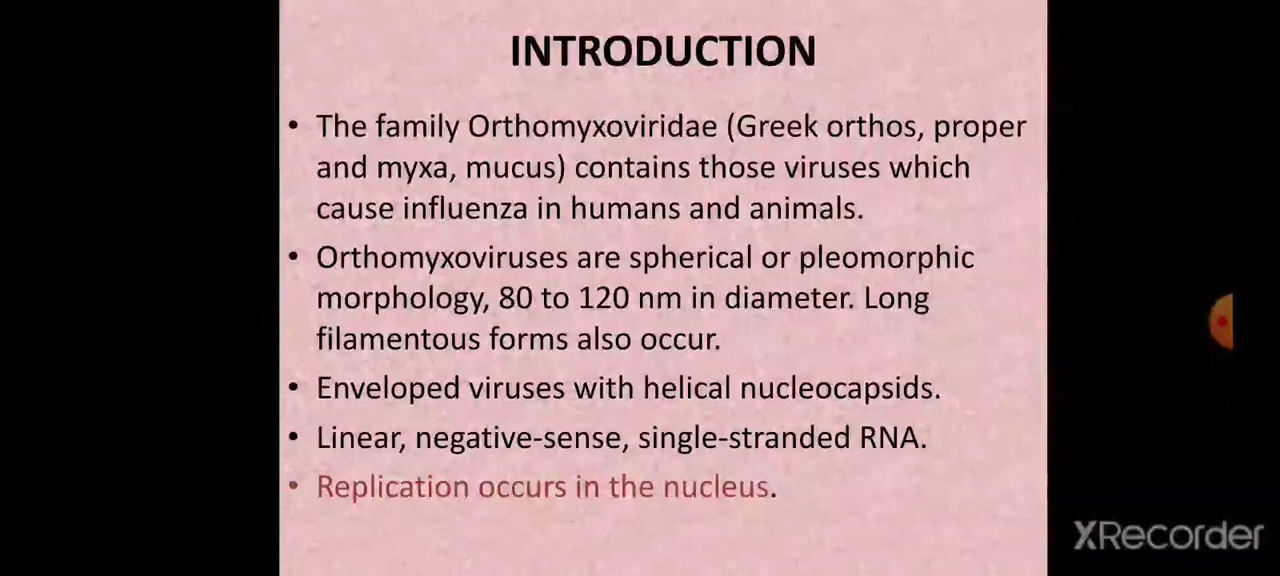 INTRODUCTION
• The family Orthomyxoviridae (Greek orthos, proper
and myxa, mucus) contains those viruses which
cause influenza in humans and animals.
• Orthomyxoviruses are spherical or pleomorphic
morphology, 80 to 120 nm in diameter. Long
filamentous forms also occur.
• Enveloped viruses with helical nucleocapsids.
• Linear, negative-sense, single-stranded RNA.
• Replication occurs in the nucleus.
XRecorder